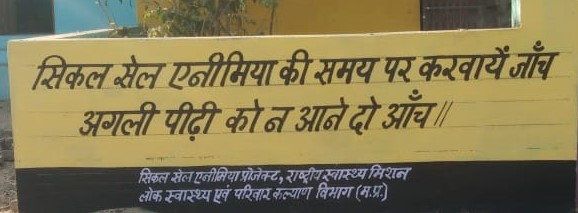 सिकल सेल एनीमिया की समय पर करवायें जाँच
अगली पीढ़ी को न आने दो आँच॥
सिकल सेल एनीमिया प्रोजेक्ट, राष्ट्रीय स्वास्थ्य मिशन
लोक स्वास्थ्य एवं परिवार कल्याण विभाग (म.प्र.)